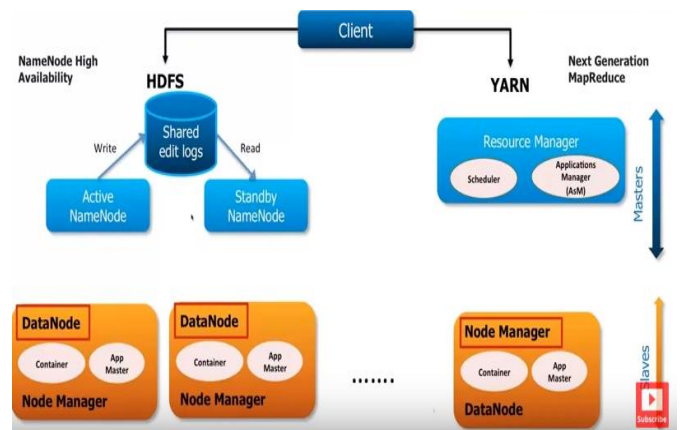 Client
NameNode High
Availability
HDFS
YARN
Next Generation
MapReduce
Shared
edit logs
Write
Read
Active
NameNode
Standby
NameNode
Resource Manager
Scheduler
Applications
Manager
(AsM)
Masters
DataNode
Container
App
Master
Node Manager
DataNode
Container
App
Master
Node Manager
.......
Node Manager
Container
App
Master
DataNode
slaves
Subscribe